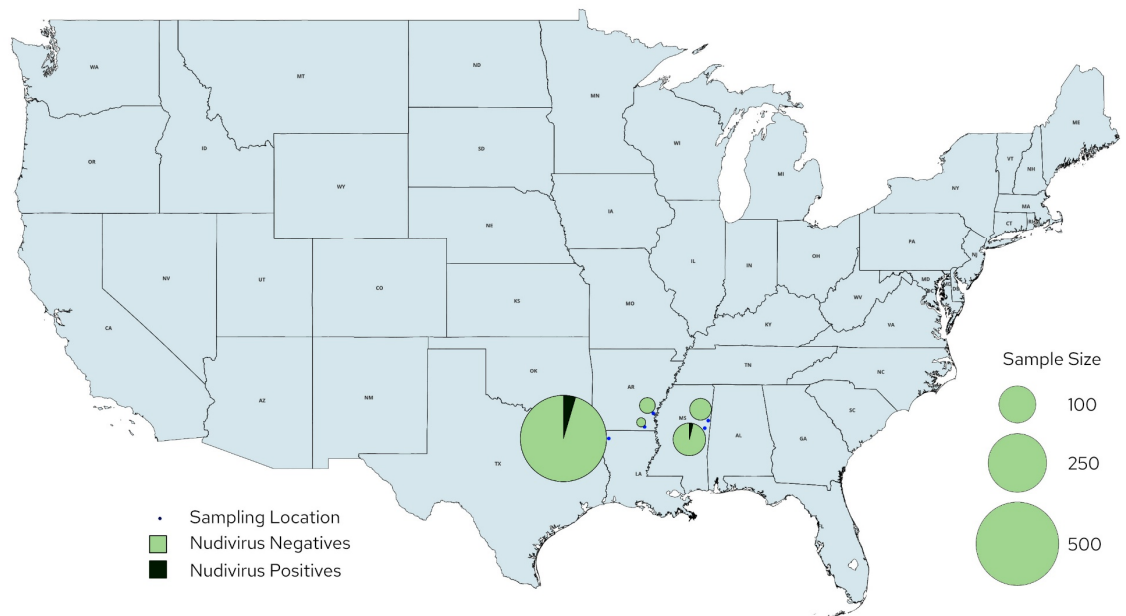 WA
MT
ND
MN
ME
OR
ID
SD
WI
MI
VT
NH
NY
MA
CT
RI
WY
IA
NE
PA
NJ
NV
UT
CO
IL
IN
OH
MD
DE
WV
KS
MO
KY
VA
CA
TN
NC
AZ
NM
OK
AR
SC
MS
AL
GA
TX
LA
Sample Size
100
250
500
Sampling Location
Nudivirus Negatives
Nudivirus Positives